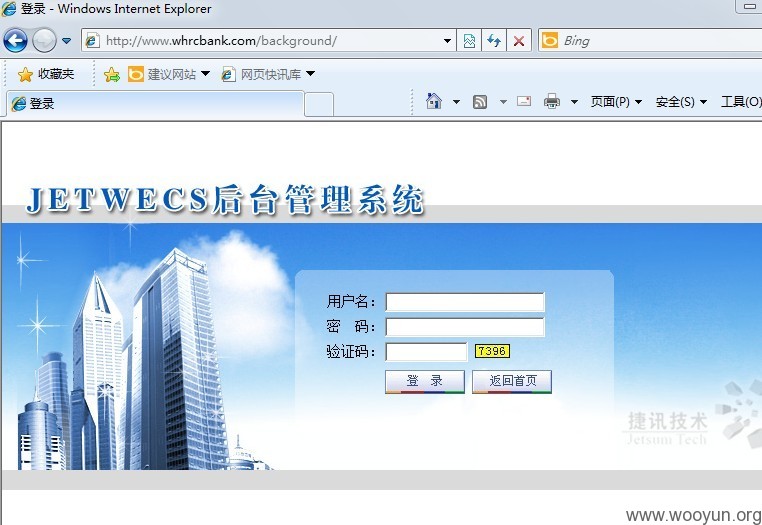 登录 - Windows Internet Explorer
http://www.whrcbank.com/background/
Bing
收藏夹 建议网站 网页快讯库
登录 页面(P) 安全(S) 工具(O)
JETWECS后台管理系统
用户名：
密 码：
验证码： 7396
登 录 返回首页
捷讯技术
Jetsum Tech
www.wooyun.org